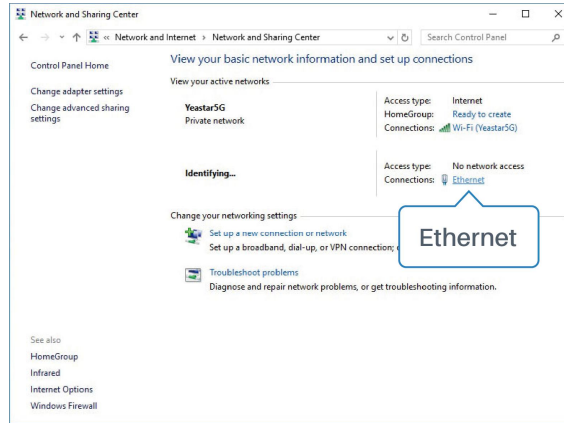 Network and Sharing Center
« Network and Internet › Network and Sharing Center
Search Control Panel
Control Panel Home
Change adapter settings
Change advanced sharing
settings
View your basic network information and set up connections
View your active networks
Yeastar5G
Private network
Access type: Internet
HomeGroup: Ready to create
Connections: Wi-Fi (Yeastar5G)
Identifying...
Access type: No network access
Connections: Ethernet
Ethernet
Change your networking settings
Set up a new connection or network
Set up a broadband, dial-up, or VPN connection;
Troubleshoot problems
Diagnose and repair network problems, or get troubleshooting information.
See also
HomeGroup
Infrared
Internet Options
Windows Firewall